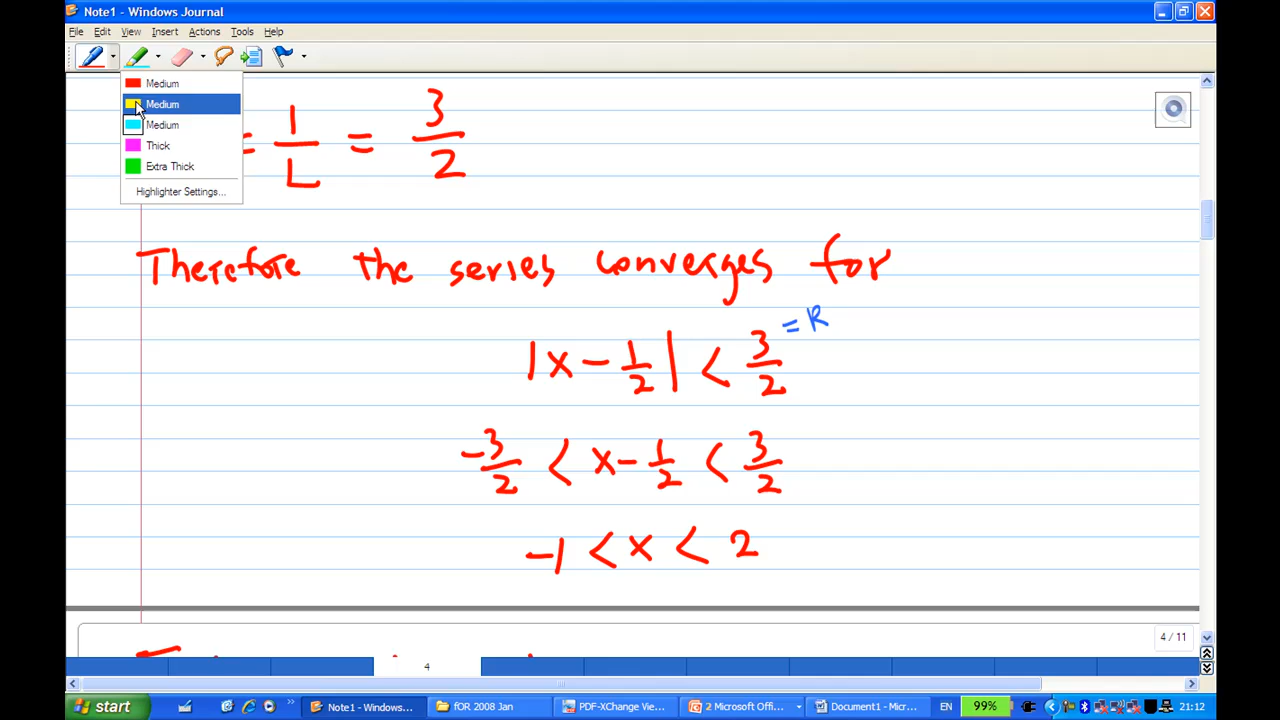 Note1 - Windows Journal
File Edit View Insert Actions Tools Help
Medium
Medium
Medium
Thick
Extra Thick
Highlighter Settings...
= 1/L = 3/2
Therefore the series converges for
|x - 1/2| < 3/2 = R
-3/2 < x - 1/2 < 3/2
-1 < x < 2
4 / 11
4
start
Note1 - Windows...
fOR 2008 Jan
PDF-XChange Vie...
2 Microsoft Offi...
Document1 - Micr...
EN
99%
21:12